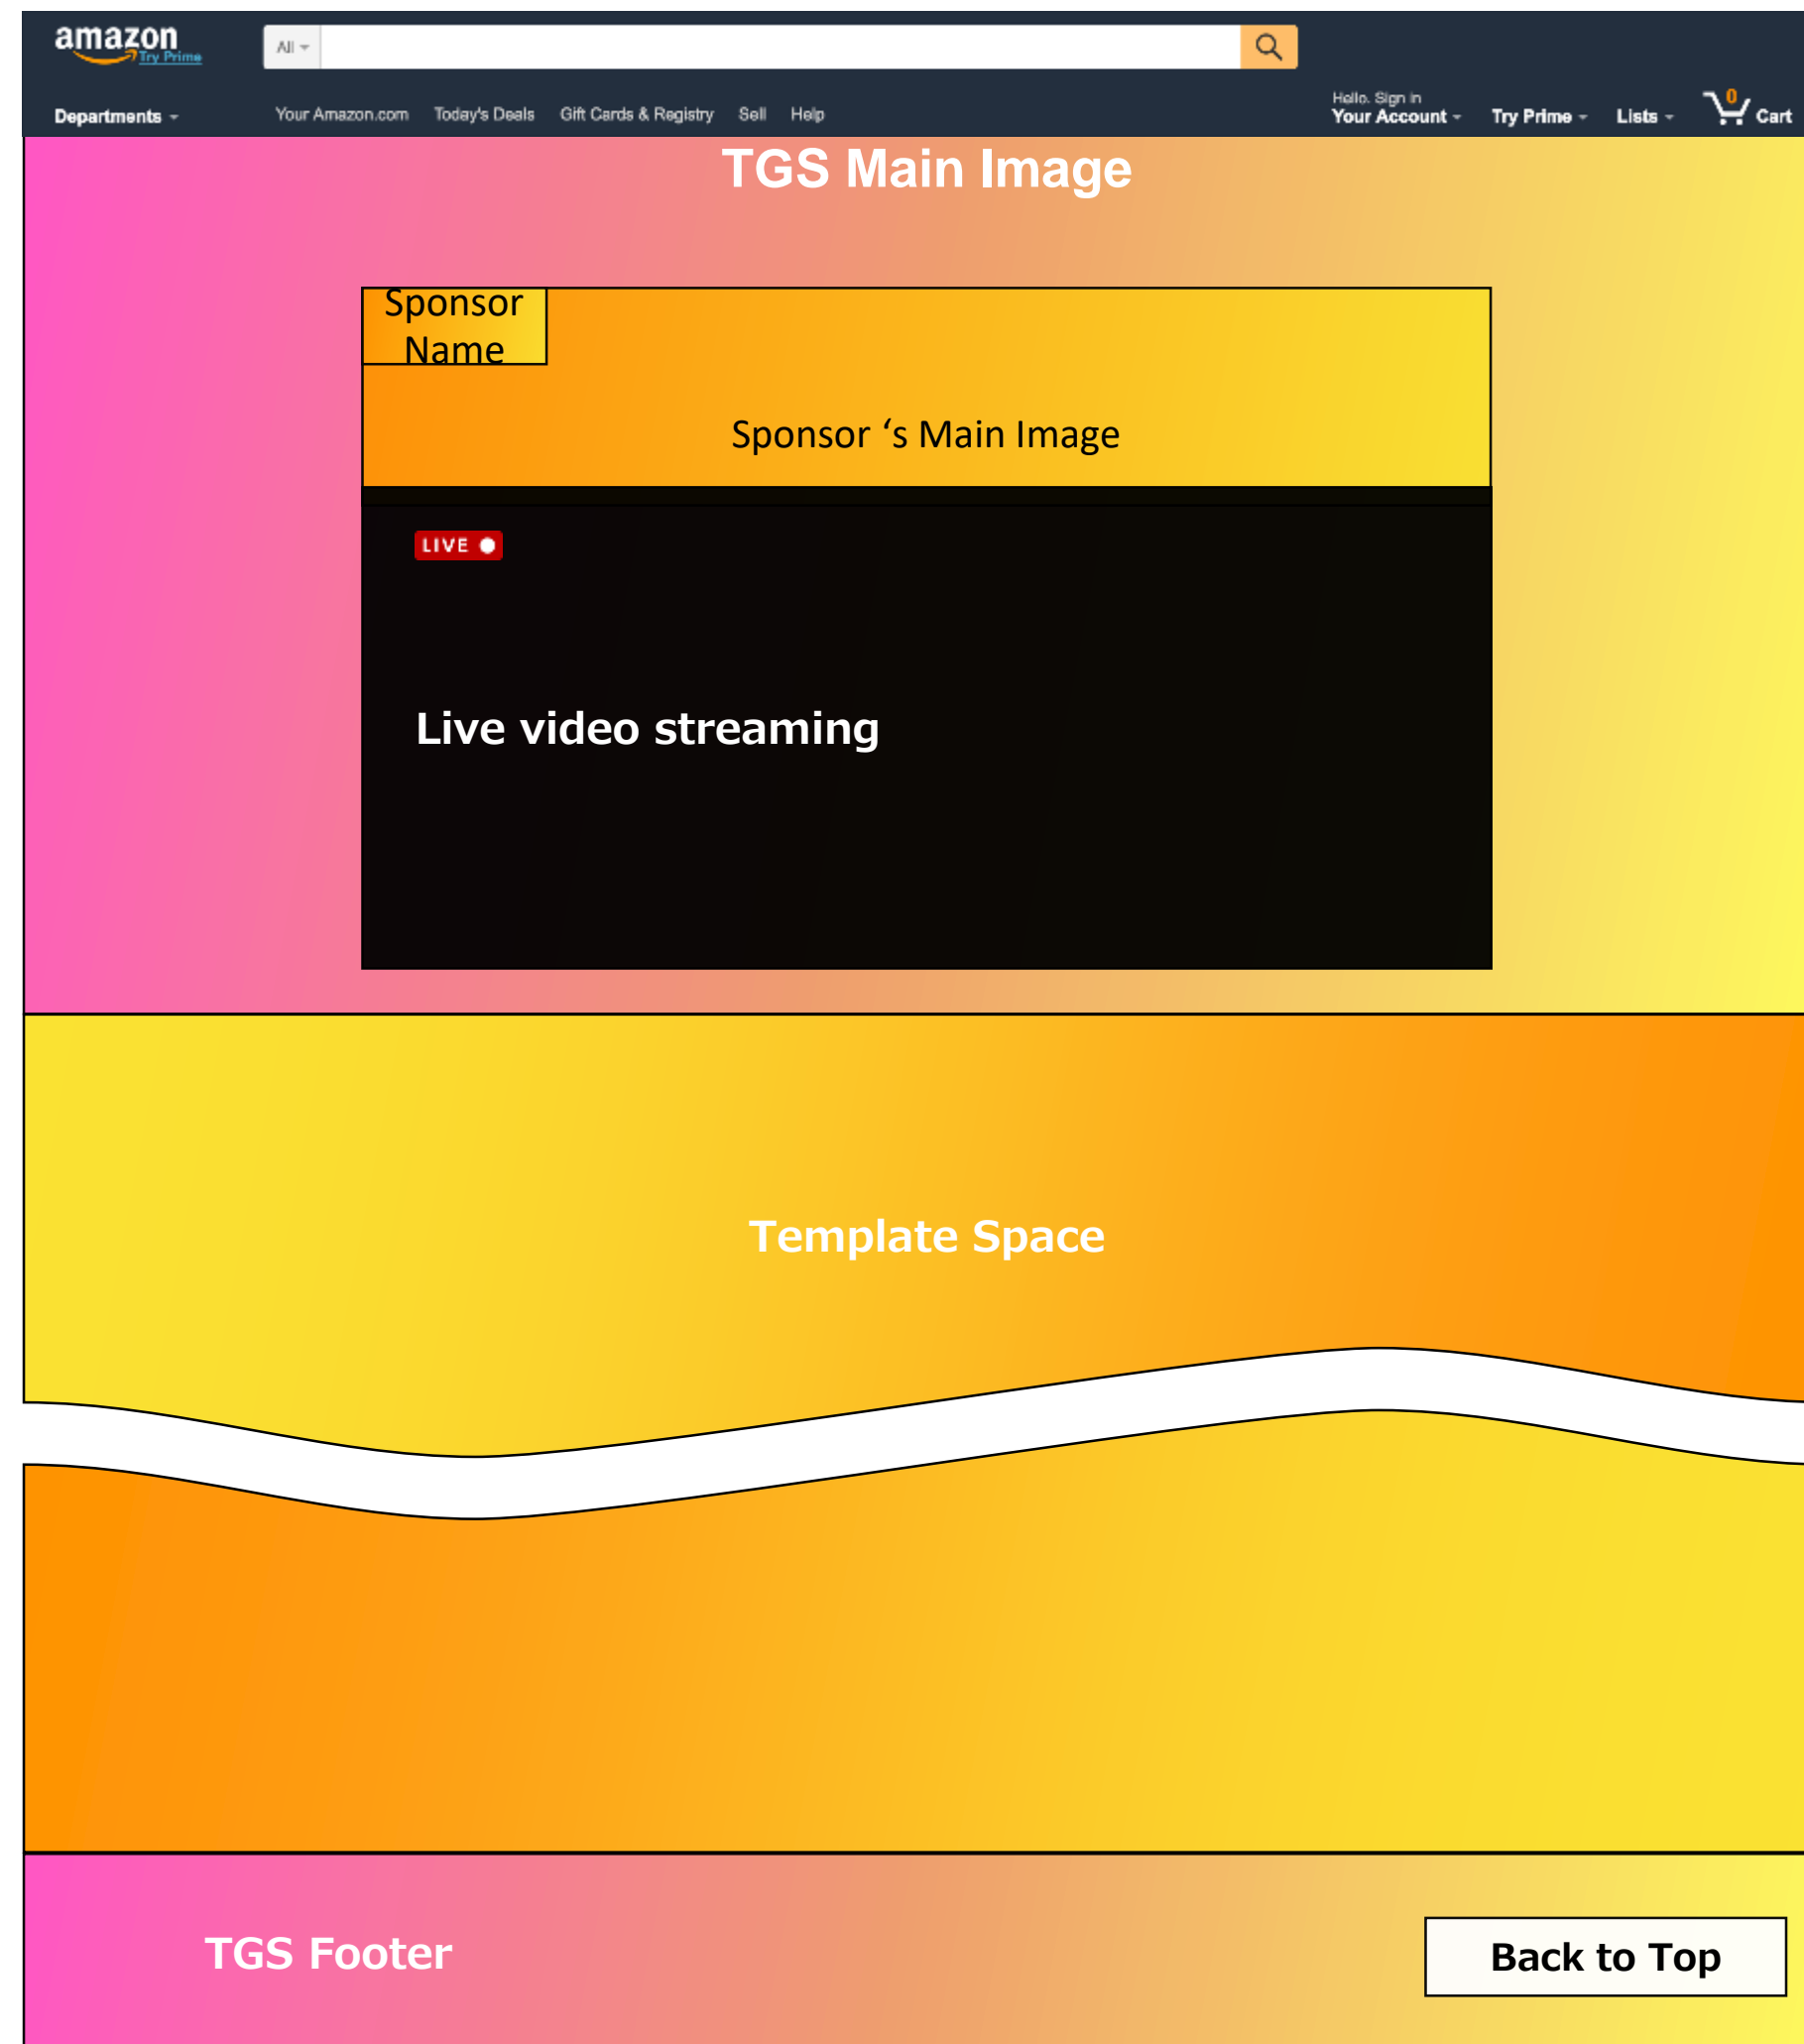 amazon
Try Prime
All
Departments
Your Amazon.com Today's Deals Gift Cards & Registry Sell Help
Hello. Sign in
Your Account
Try Prime
Lists
0
Cart
TGS Main Image
Sponsor
Name
Sponsor ‘s Main Image
LIVE
Live video streaming
Template Space
TGS Footer
Back to Top